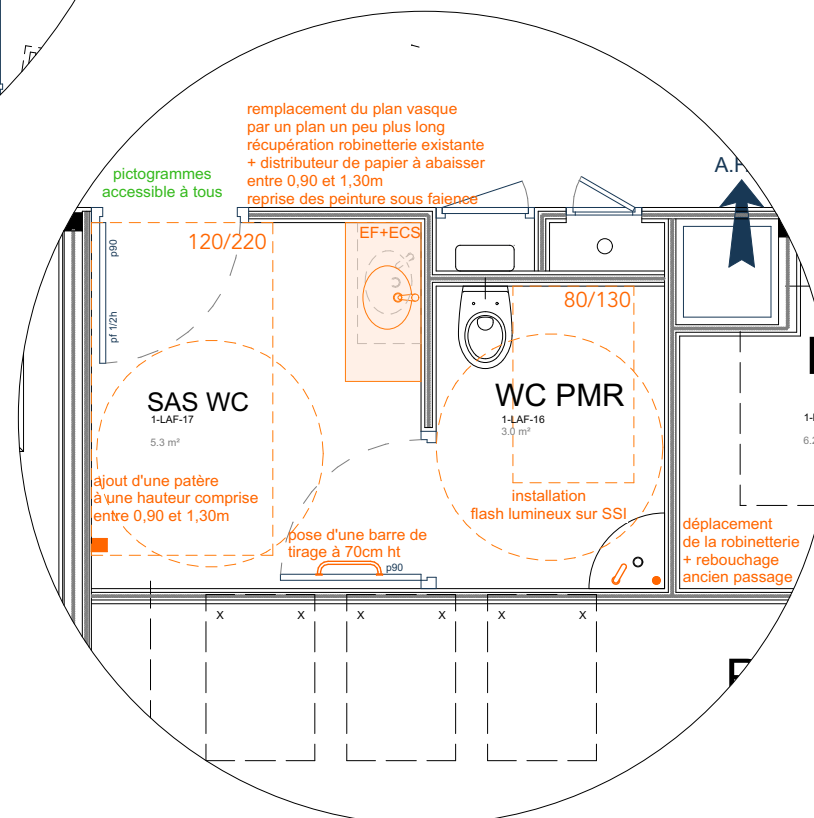 remplacement du plan vasque
par un plan un peu plus long
récupération robinetterie existante
+ distributeur de papier à abaisser
entre 0,90 et 1,30m
reprise des peinture sous faience
pictogrammes
accessible à tous
p90
pf 1/2h
120/220
EF+ECS
80/130
SAS WC
1-LAF-17
5.3 m²
WC PMR
1-LAF-16
3.0 m²
ajout d'une patère
à une hauteur comprise
entre 0,90 et 1,30m
pose d'une barre de
tirage à 70cm ht
p90
installation
flash lumineux sur SSI
déplacement
de la robinetterie
+ rebouchage
ancien passage
x x x x x x